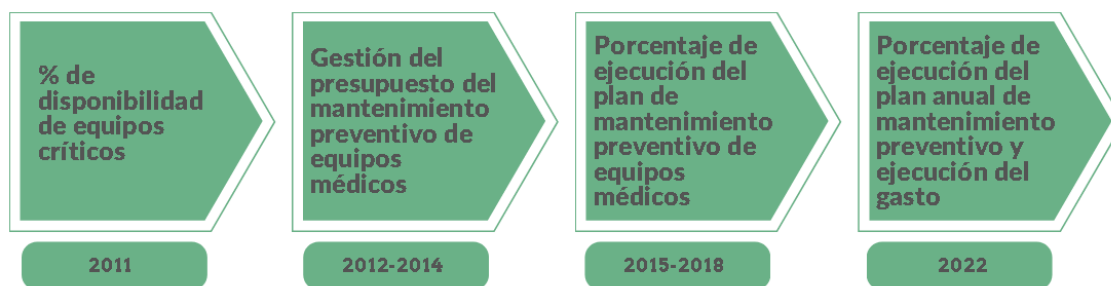 % de
disponibilidad
de equipos
críticos
2011
Gestión del
presupuesto del
mantenimiento
preventivo de
equipos
médicos
2012-2014
Porcentaje de
ejecución del
plan de
mantenimiento
preventivo de
equipos
médicos
2015-2018
Porcentaje de
ejecución del
plan anual de
mantenimiento
preventivo y
ejecución del
gasto
2022